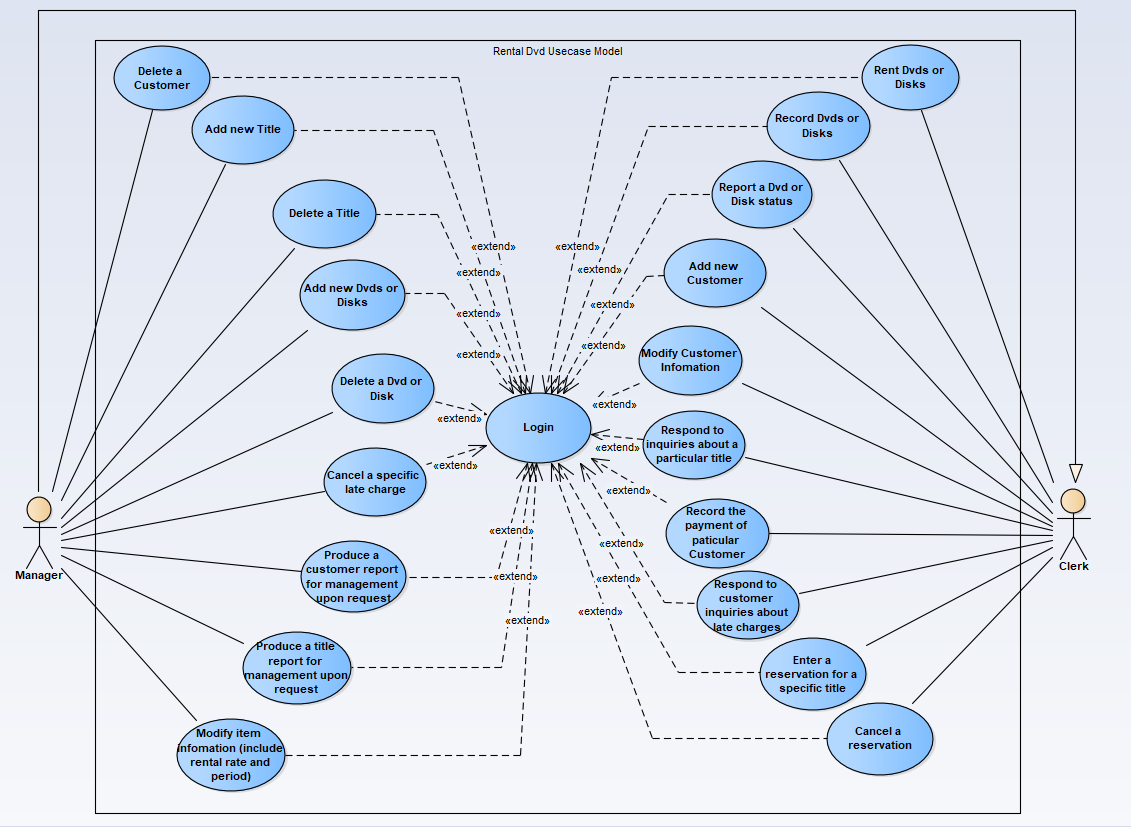 Rental Dvd Usecase Model
Delete a
Customer
Add new Title
Delete a Title
Add new Dvds or
Disks
Delete a Dvd or
Disk
Cancel a specific
late charge
Produce a
customer report
for management
upon request
Produce a title
report for
management upon
request
Modify item
infomation (include
rental rate and
period)
Manager
«extend»
«extend»
«extend»
«extend»
«extend»
«extend»
«extend»
«extend»
«extend»
Login
«extend»
«extend»
«extend»
«extend»
«extend»
«extend»
«extend»
«extend»
«extend»
«extend»
Rent Dvds or
Disks
Record Dvds or
Disks
Report a Dvd or
Disk status
Add new
Customer
Modify Customer
Infomation
Respond to
inquiries about a
particular title
Record the
payment of
paticular
Customer
Respond to
customer
inquiries about
late charges
Enter a
reservation for a
specific title
Cancel a
reservation
Clerk